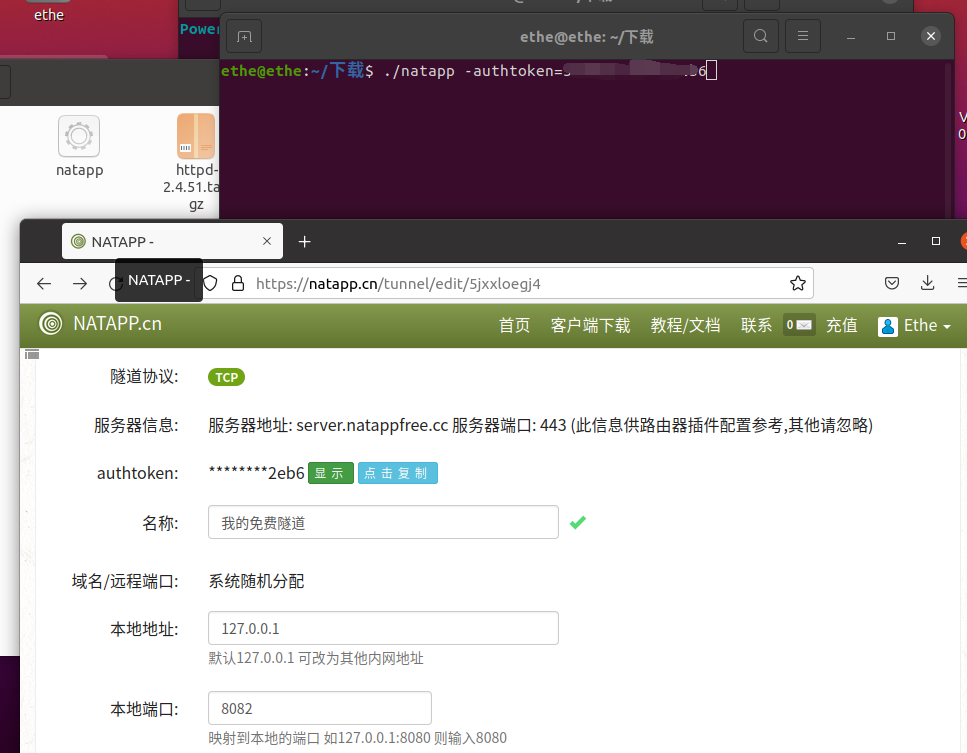 ethe
Power
ethe@ethe: ~/下载
ethe@ethe:~/下载$ ./natapp -authtoken=
natapp
httpd-
2.4.51.ta
gz
NATAPP -
NATAPP -
https://natapp.cn/tunnel/edit/5jxxloegj4
NATAPP.cn 首页 客户端下载 教程/文档 联系 0 充值 Ethe
隧道协议: TCP
服务器信息: 服务器地址: server.natappfree.cc 服务器端口: 443 (此信息供路由器插件配置参考,其他请忽略)
authtoken: ********2eb6 显示 点击复制
名称: 我的免费隧道
域名/远程端口: 系统随机分配
本地地址: 127.0.0.1
默认127.0.0.1 可改为其他内网地址
本地端口: 8082
映射到本地的端口 如127.0.0.1:8080 则输入8080